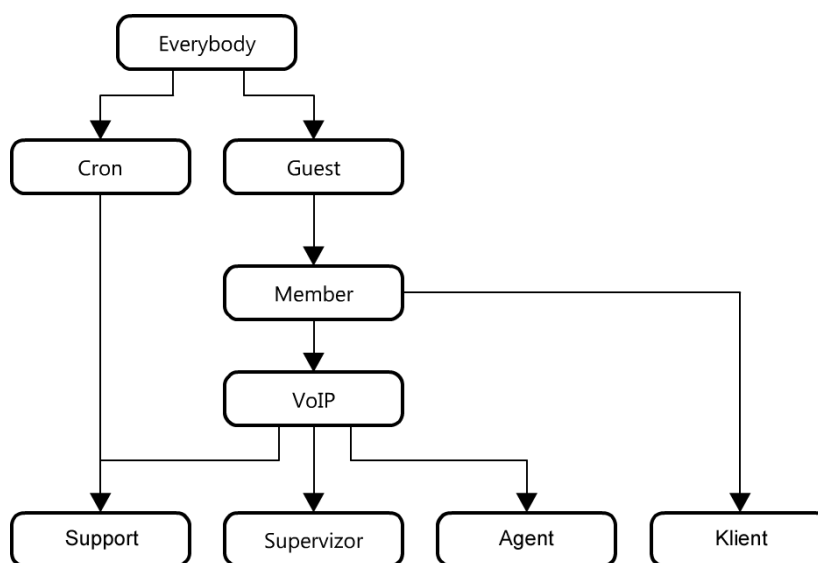 Everybody
Cron
Guest
Member
VoIP
Support
Supervizor
Agent
Klient